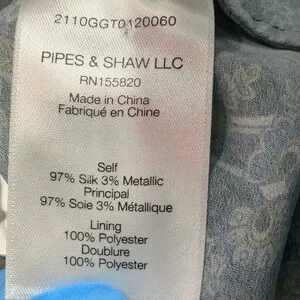 2110GGT0120060
PIPES & SHAW LLC
RN155820
Made in China
Fabriqué en Chine
Self
97% Silk 3% Metallic
Principal
97% Soie 3% Métallique
Lining
100% Polyester
Doublure
100% Polyester